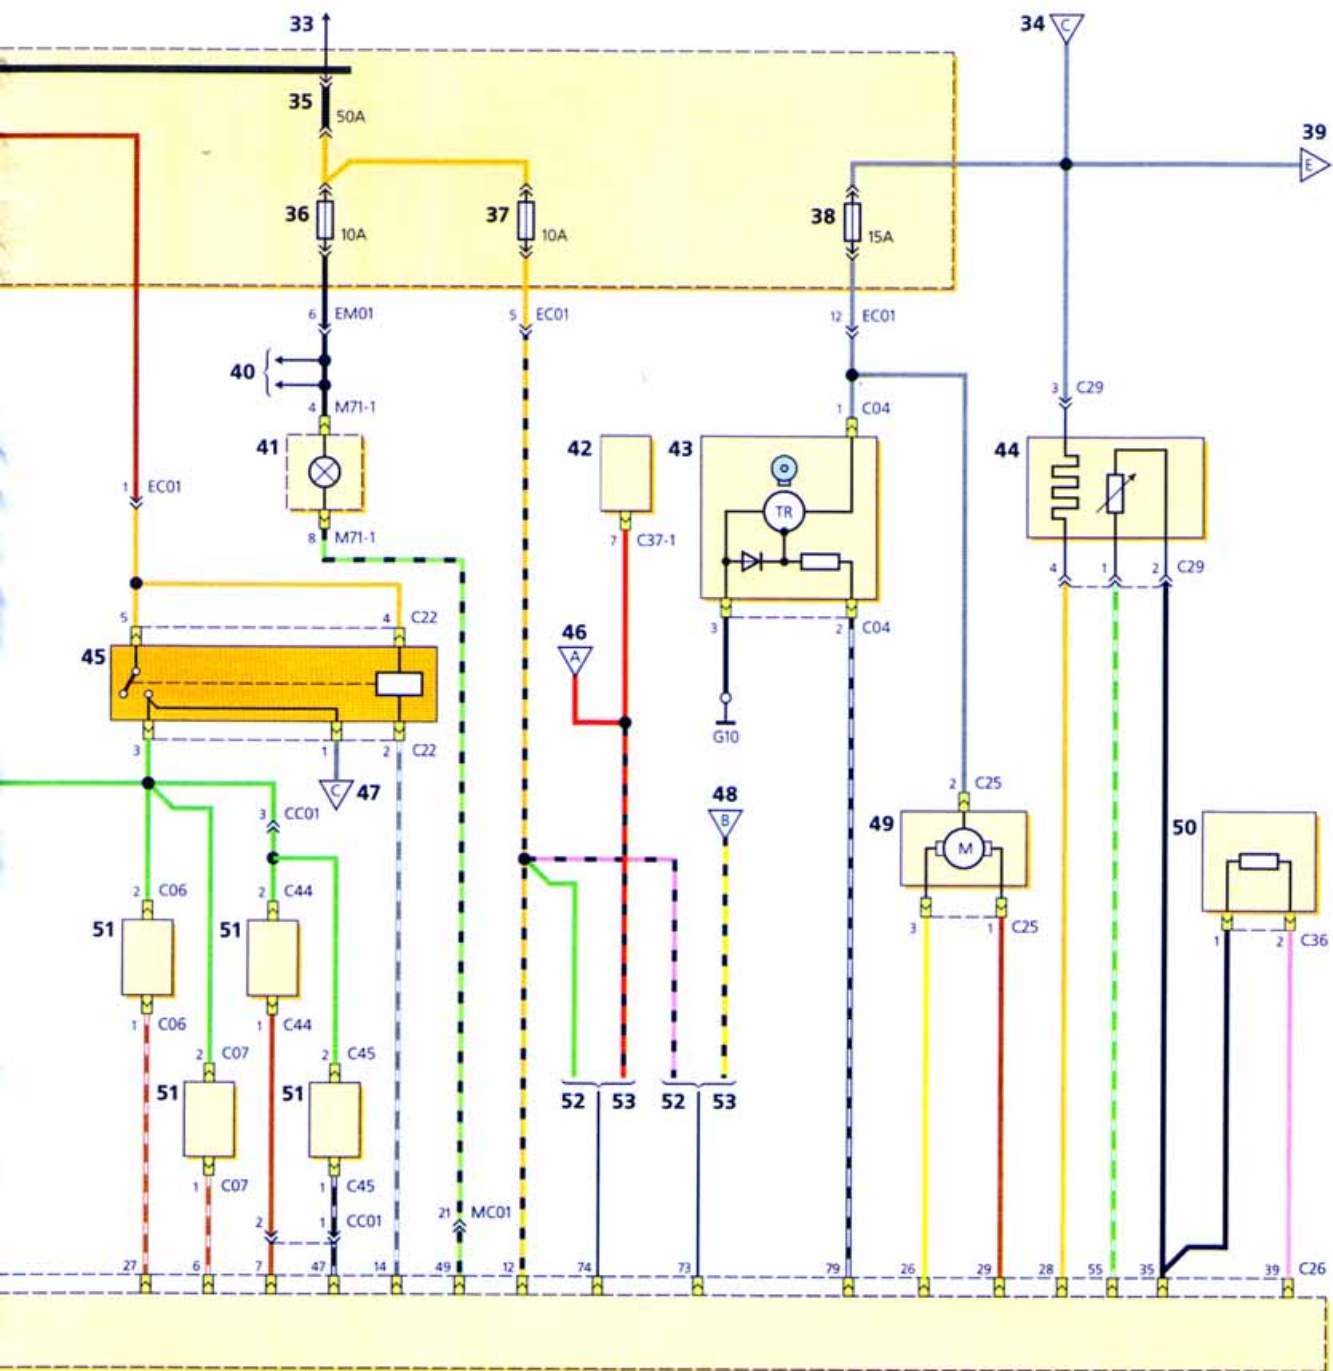 33
34 C
35
50A
39
E
36 10A
37 10A
38 15A
6 EM01
5 EC01
12 EC01
40
3 C29
4 M71-1
1 C04
41
42
43
44
TR
1 EC01
8 M71-1
7 C37-1
4 1 2 C29
5 4 C22
3 2 C04
46
A
45
G10
3 1 2 C22
C 47
48
B
2 C25
3 CC01
49
M
50
2 C06
2 C44
51 51
3 1 C25
1 2 C36
1 C06
1 C44
2 C07
2 C45
51 51
52 53 52 53
1 C07
1 C45
2 1 CC01
21 MC01
27 6 7 47 14 49 12 74 73 79 26 29 28 55 35 39 C26